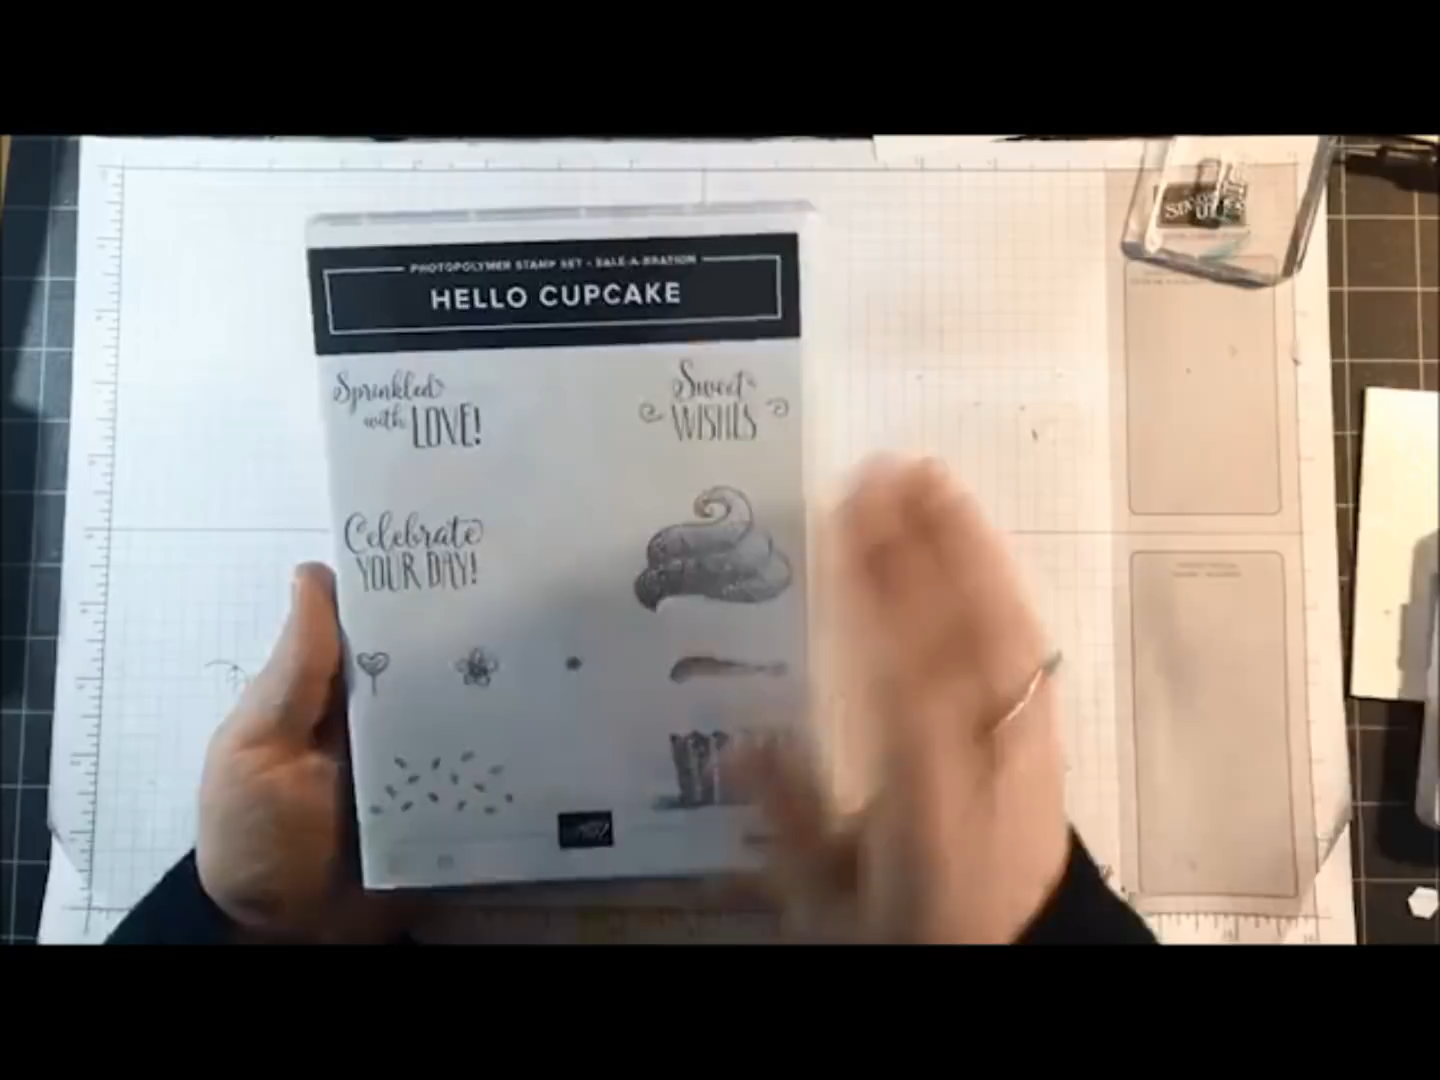 PHOTOPOLYMER STAMP SET • SALE-A-BRATION
HELLO CUPCAKE
Sprinkled
with LOVE!
Sweet
WISHES
Celebrate
YOUR DAY!